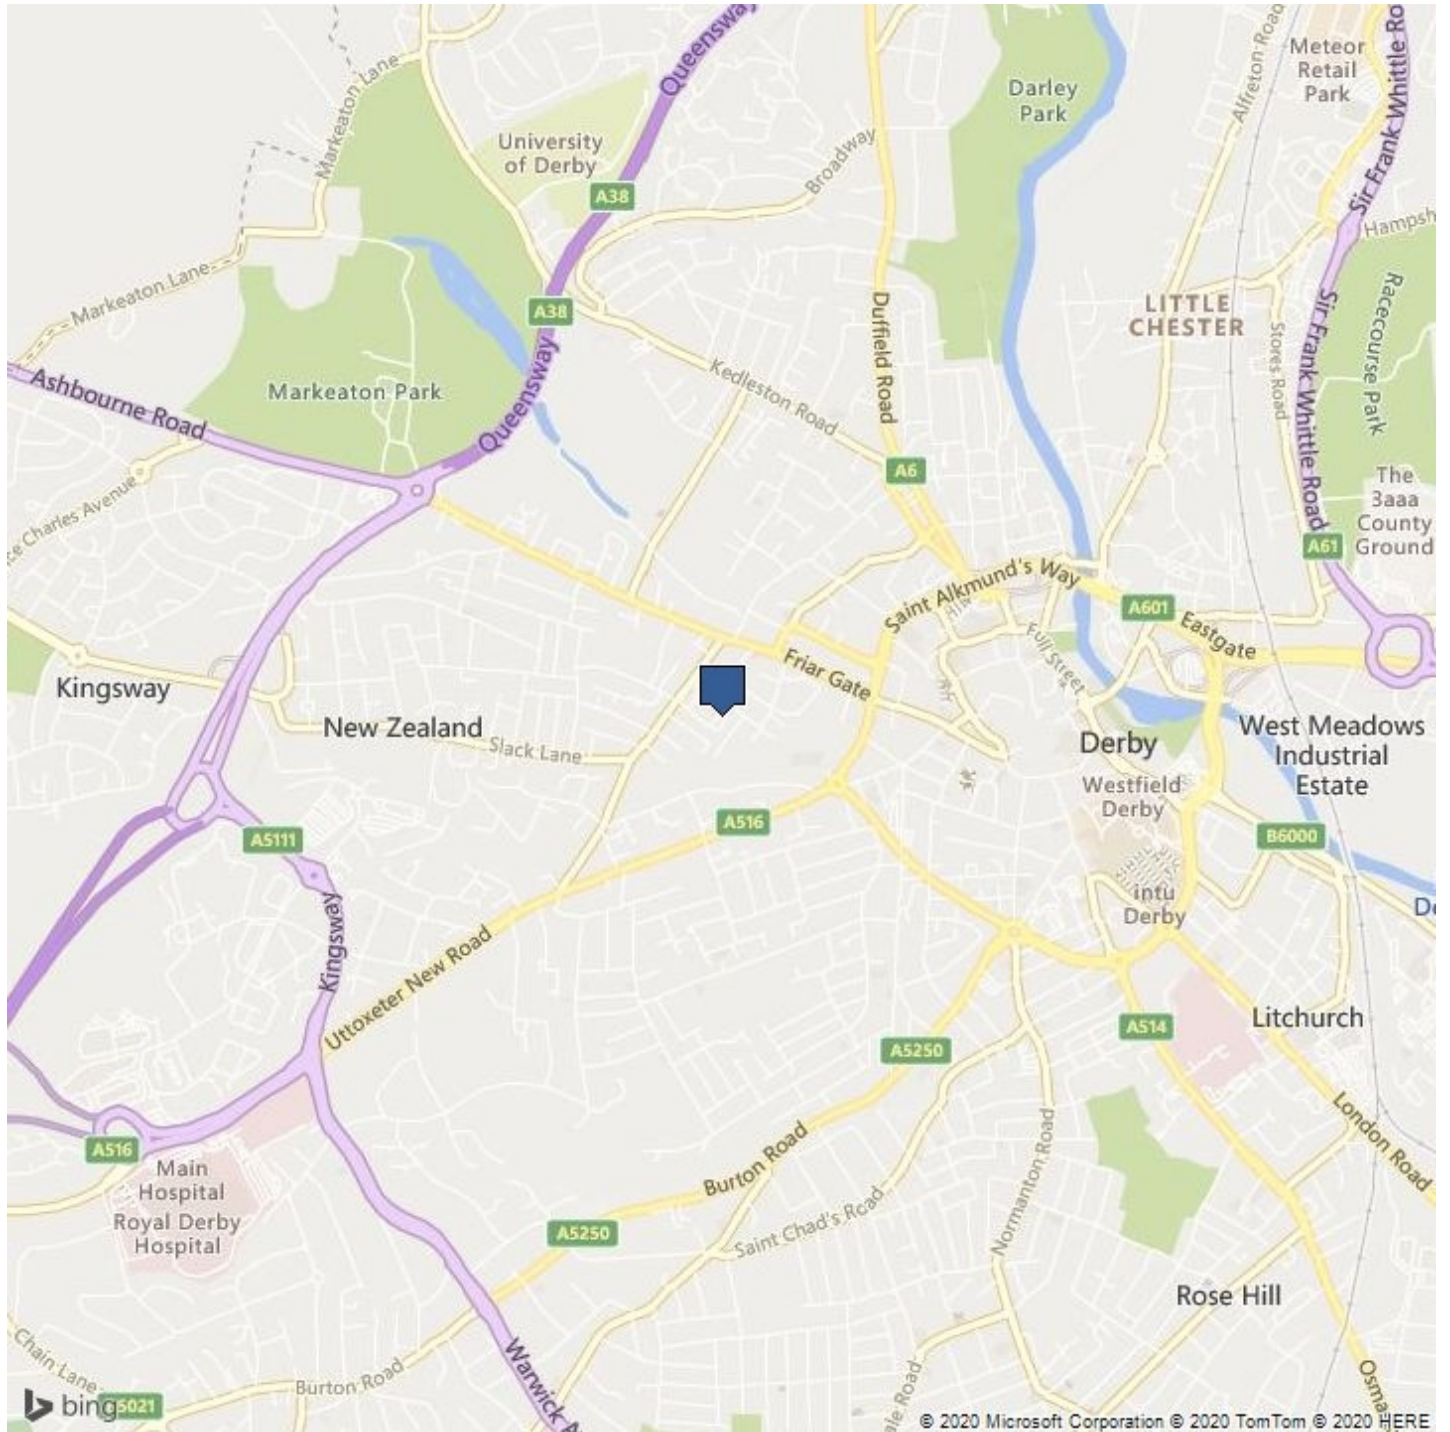 Queensway
Meteor
Retail
Park
Sir Frank Whittle Ro
Alfreton Road
Darley
Park
Markeaton Lane
University
of Derby
Broadway
A38
Hampsh
Markeaton Lane
A38
Duffield Road
LITTLE
CHESTER
Stores Road
Sir Frank Whittle Road
Racecourse Park
Ashbourne Road
Markeaton Park
Queensway
Kedleston Road
A6
ce Charles Avenue
The
3aaa
County
Ground
A61
Saint Alkmund's Way
A601
Eastgate
Full Street
Friar Gate
Kingsway
New Zealand
Slack Lane
Derby
West Meadows
Industrial
Estate
Westfield
Derby
A516
A5111
B6000
intu
Derby
De
Kingsway
Uttoxeter New Road
Litchurch
A514
A5250
London Road
A516
Main
Hospital
Royal Derby
Hospital
Burton Road
Normanton Road
A5250
Saint Chad's Road
Rose Hill
Chain Lane
Burton Road
Warwick A
ale Road
Osma
bing
5021
© 2020 Microsoft Corporation © 2020 TomTom © 2020 HERE